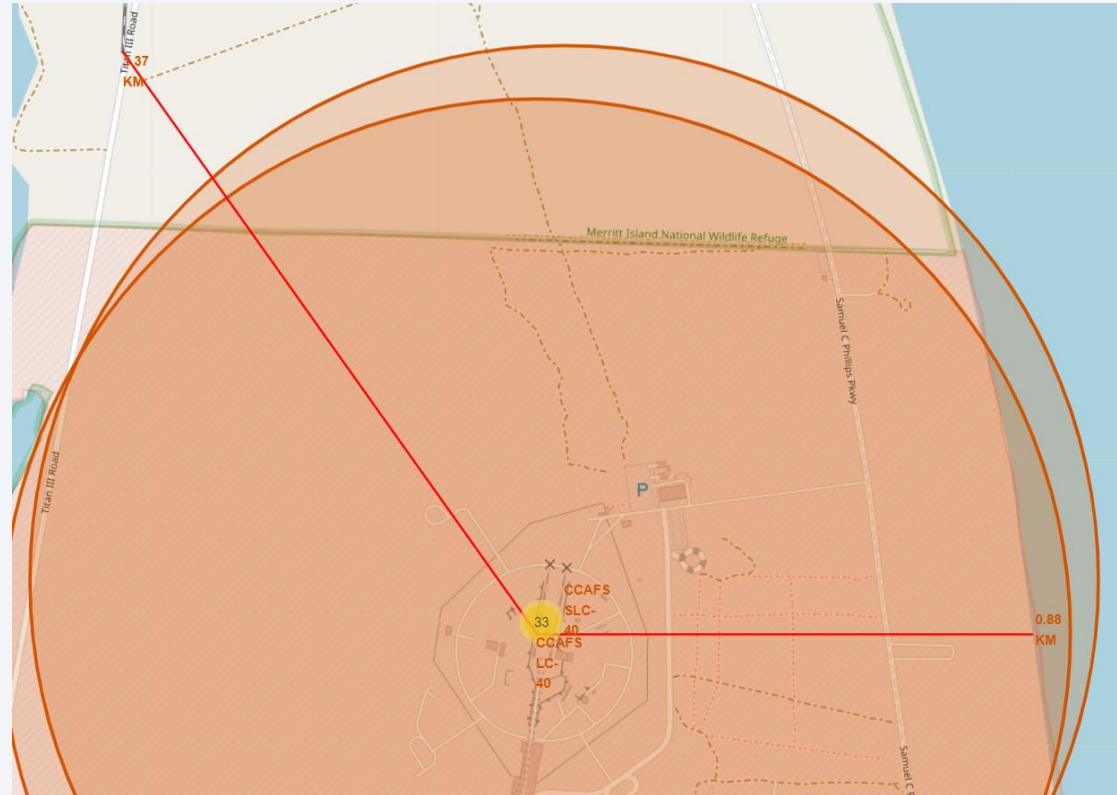 Titan III Road
.37
KM
Merritt Island National Wildlife Refuge
Samuel C Phillips Pkwy
Titan III Road
P
CCAFS
SLC-
40
33
CCAFS
LC-
40
0.88
KM
Samuel C